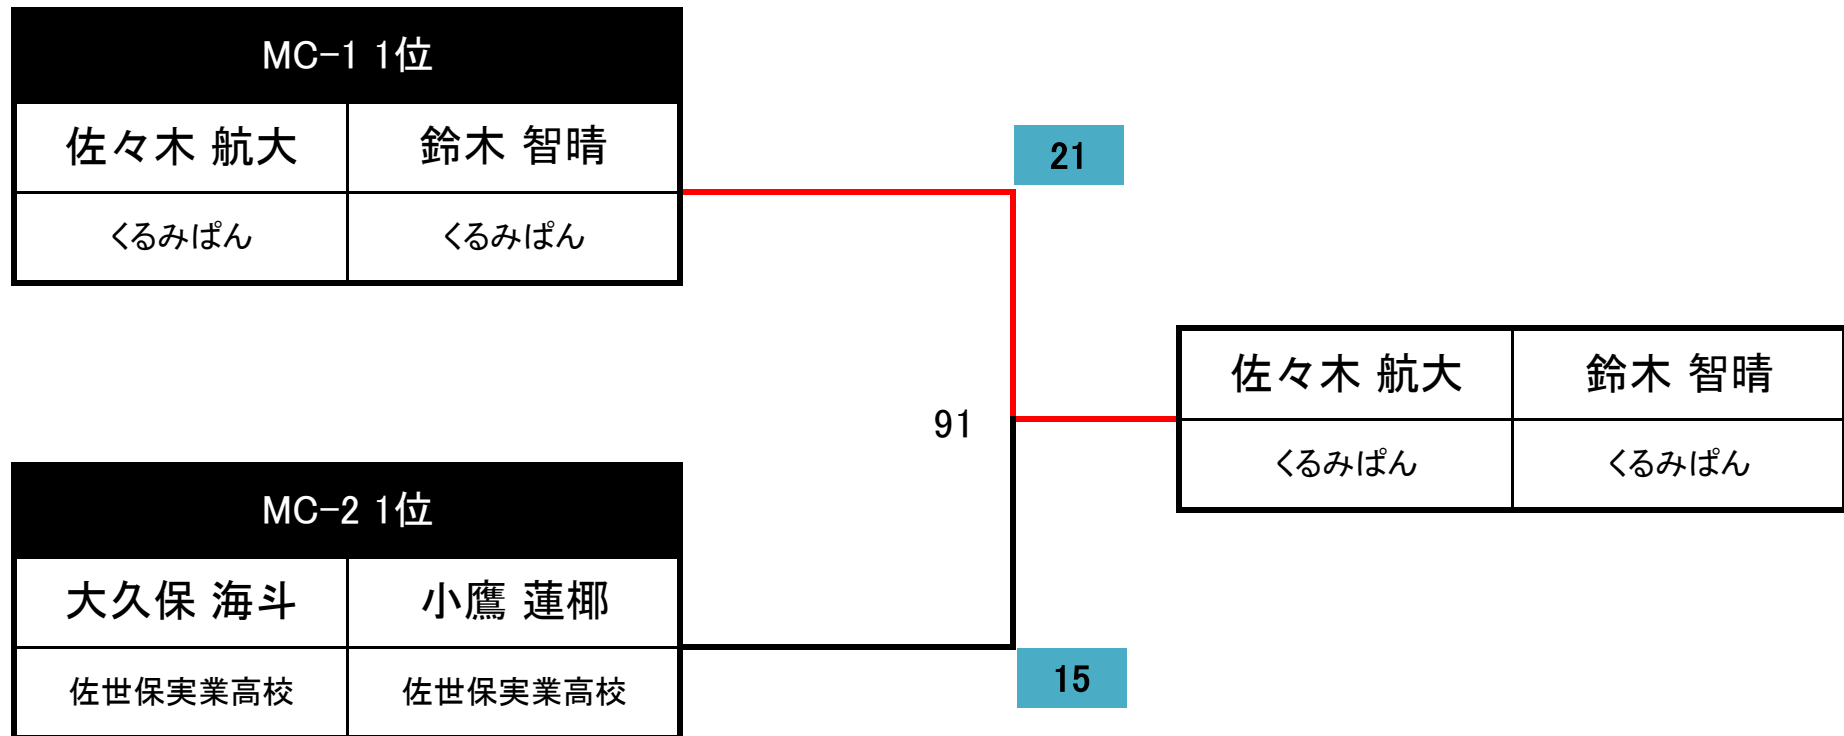 MC-1 1位
佐々木 航大 鈴木 智晴
くるみぱん くるみぱん
21
91
佐々木 航大 鈴木 智晴
くるみぱん くるみぱん
MC-2 1位
大久保 海斗 小鷹 蓮椰
佐世保実業高校 佐世保実業高校
15